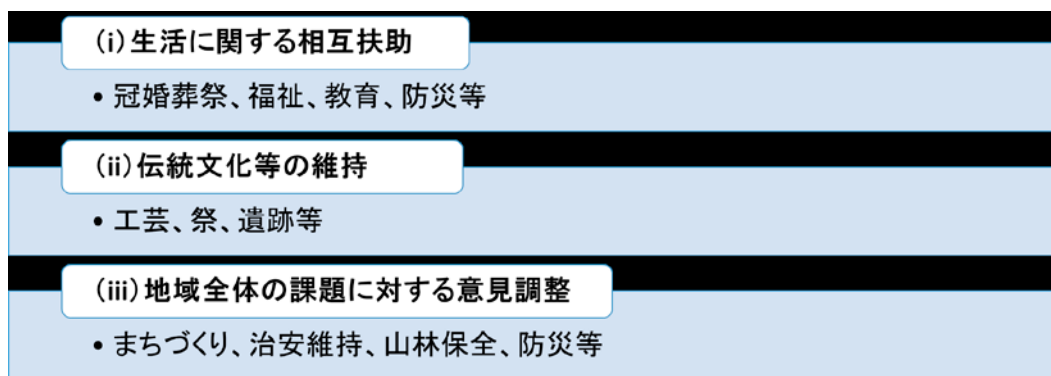 (i)生活に関する相互扶助
• 冠婚葬祭、福祉、教育、防災等
(ii)伝統文化等の維持
• 工芸、祭、遺跡等
(iii)地域全体の課題に対する意見調整
• まちづくり、治安維持、山林保全、防災等